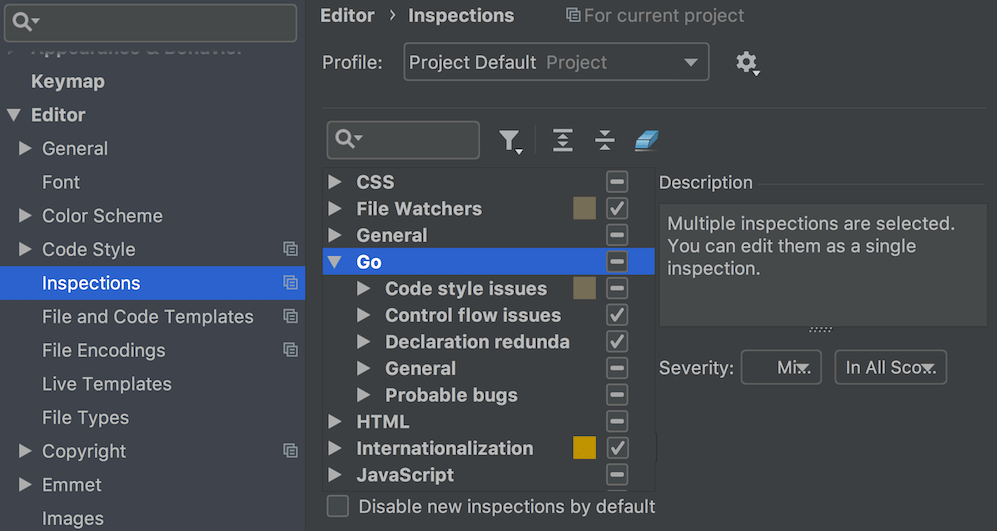 Appearance & Behavior
Keymap
Editor
General
Font
Color Scheme
Code Style
Inspections
File and Code Templates
File Encodings
Live Templates
File Types
Copyright
Emmet
Images
Editor › Inspections For current project
Profile: Project Default Project
CSS
File Watchers
General
Go
Code style issues
Control flow issues
Declaration redunda
General
Probable bugs
HTML
Internationalization
JavaScript
Disable new inspections by default
Description
Multiple inspections are selected.
You can edit them as a single
inspection.
Severity: Mi... In All Sco...